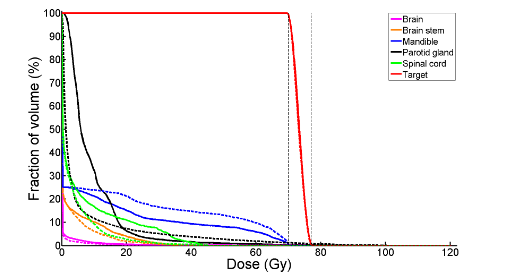 100
90
80
70
60
50
40
30
20
10
0
Fraction of volume (%)
0 20 40 60 80 100 120
Dose (Gy)
Brain
Brain stem
Mandible
Parotid gland
Spinal cord
Target